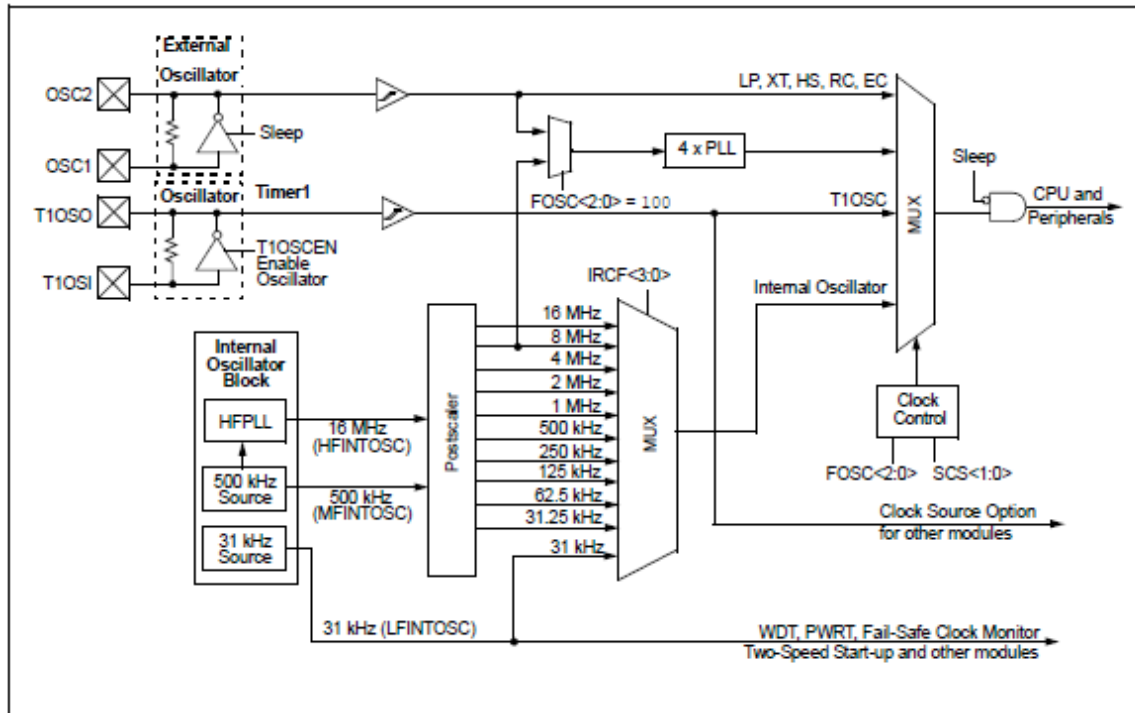 External
Oscillator
OSC2
Sleep
OSC1
LP, XT, HS, RC, EC
4 x PLL
FOSC<2:0> = 100
Sleep
CPU and
Peripherals
MUX
Oscillator
Timer1
T1OSO
T1OSCEN
Enable
Oscillator
T1OSI
T1OSC
IRCF<3:0>
Internal Oscillator
Internal
Oscillator
Block
HFPLL
500 kHz
Source
31 kHz
Source
16 MHz
(HFINTOSC)
500 kHz
(MFINTOSC)
31 kHz (LFINTOSC)
Postscaler
16 MHz
8 MHz
4 MHz
2 MHz
1 MHz
500 kHz
250 kHz
125 kHz
62.5 kHz
31.25 kHz
31 kHz
MUX
Clock
Control
FOSC<2:0>
SCS<1:0>
Clock Source Option
for other modules
WDT, PWRT, Fail-Safe Clock Monitor
Two-Speed Start-up and other modules